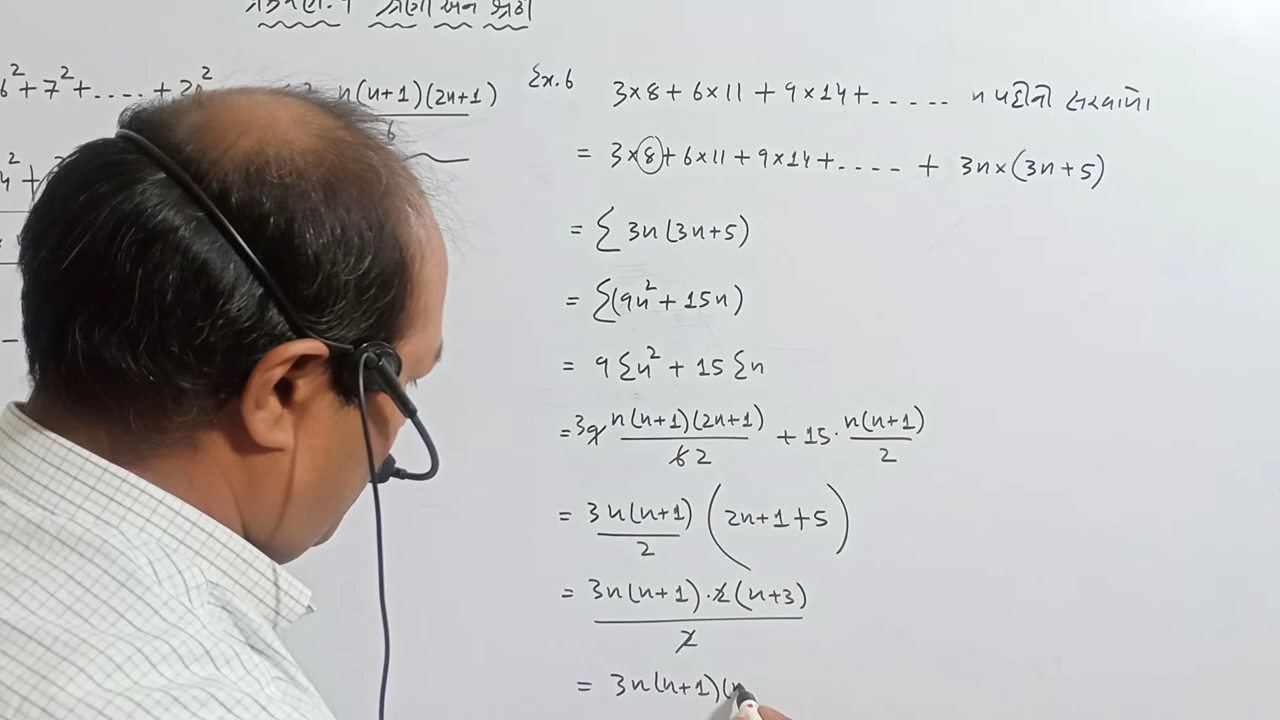 શ્રેણી અને શ્રેઢી
6² + 7² + .... + 20²
n(n+1)(2n+1)
6
Ex.6 3×8 + 6×11 + 9×14 + ..... n પદોનો સરવાળો
= 3×8 + 6×11 + 9×14 + .... + 3n×(3n+5)
= Σ 3n(3n+5)
= Σ(9n² + 15n)
= 9 Σn² + 15 Σn
= 3 9 n(n+1)(2n+1) / 6 2 + 15 · n(n+1) / 2
= 3n(n+1) / 2 (2n+1+5)
= 3n(n+1) · 2(n+3) / 2
= 3n(n+1)(n